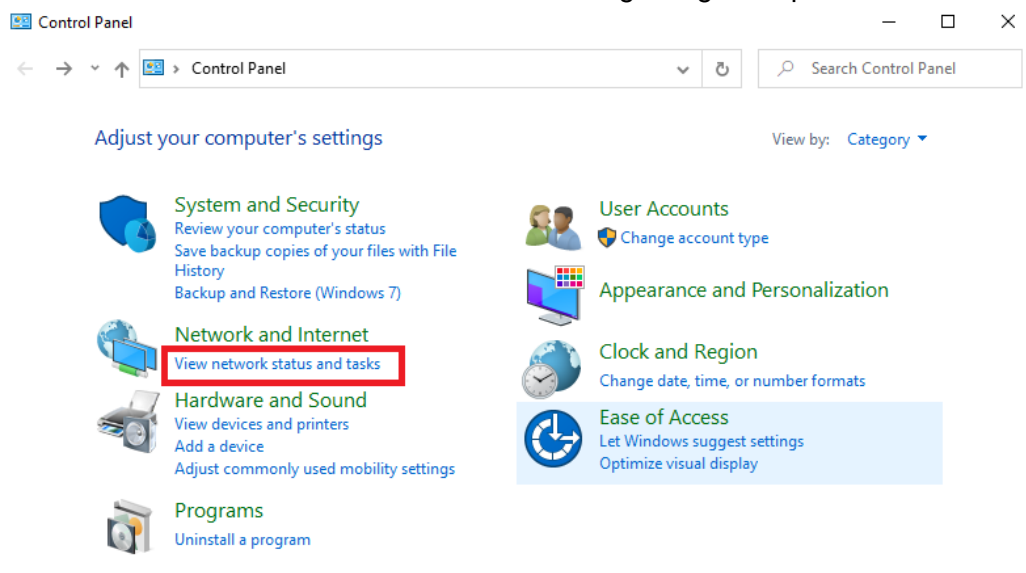 Control Panel
Control Panel
Search Control Panel
Adjust your computer's settings
View by: Category
System and Security
Review your computer's status
Save backup copies of your files with File
History
Backup and Restore (Windows 7)
Network and Internet
View network status and tasks
Hardware and Sound
View devices and printers
Add a device
Adjust commonly used mobility settings
Programs
Uninstall a program
User Accounts
Change account type
Appearance and Personalization
Clock and Region
Change date, time, or number formats
Ease of Access
Let Windows suggest settings
Optimize visual display